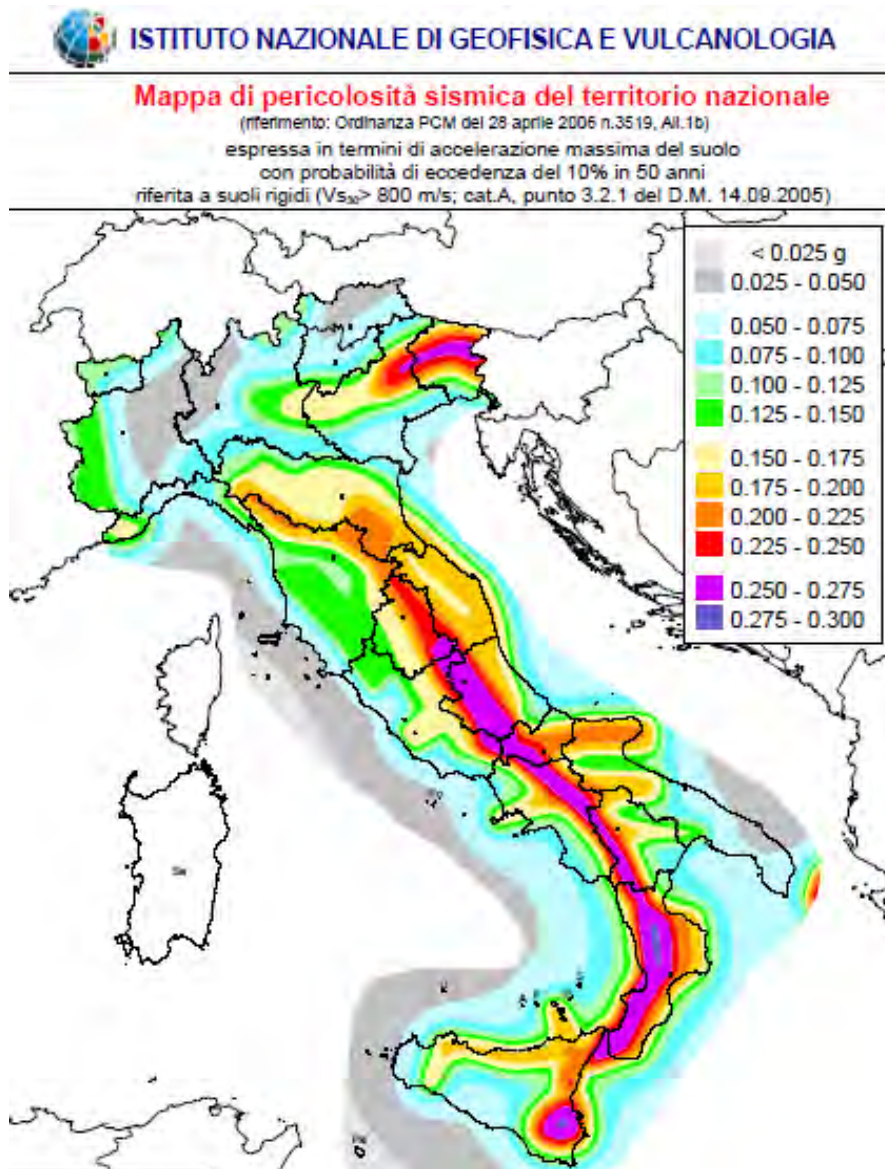 ISTITUTO NAZIONALE DI GEOFISICA E VULCANOLOGIA
Mappa di pericolosità sismica del territorio nazionale
(riferimento: Ordinanza PCM del 28 aprile 2006 n.3519, All.1b)
espressa in termini di accelerazione massima del suolo
con probabilità di eccedenza del 10% in 50 anni
riferita a suoli rigidi (Vs₃₀> 800 m/s; cat.A, punto 3.2.1 del D.M. 14.09.2005)
< 0.025 g
0.025 - 0.050
0.050 - 0.075
0.075 - 0.100
0.100 - 0.125
0.125 - 0.150
0.150 - 0.175
0.175 - 0.200
0.200 - 0.225
0.225 - 0.250
0.250 - 0.275
0.275 - 0.300